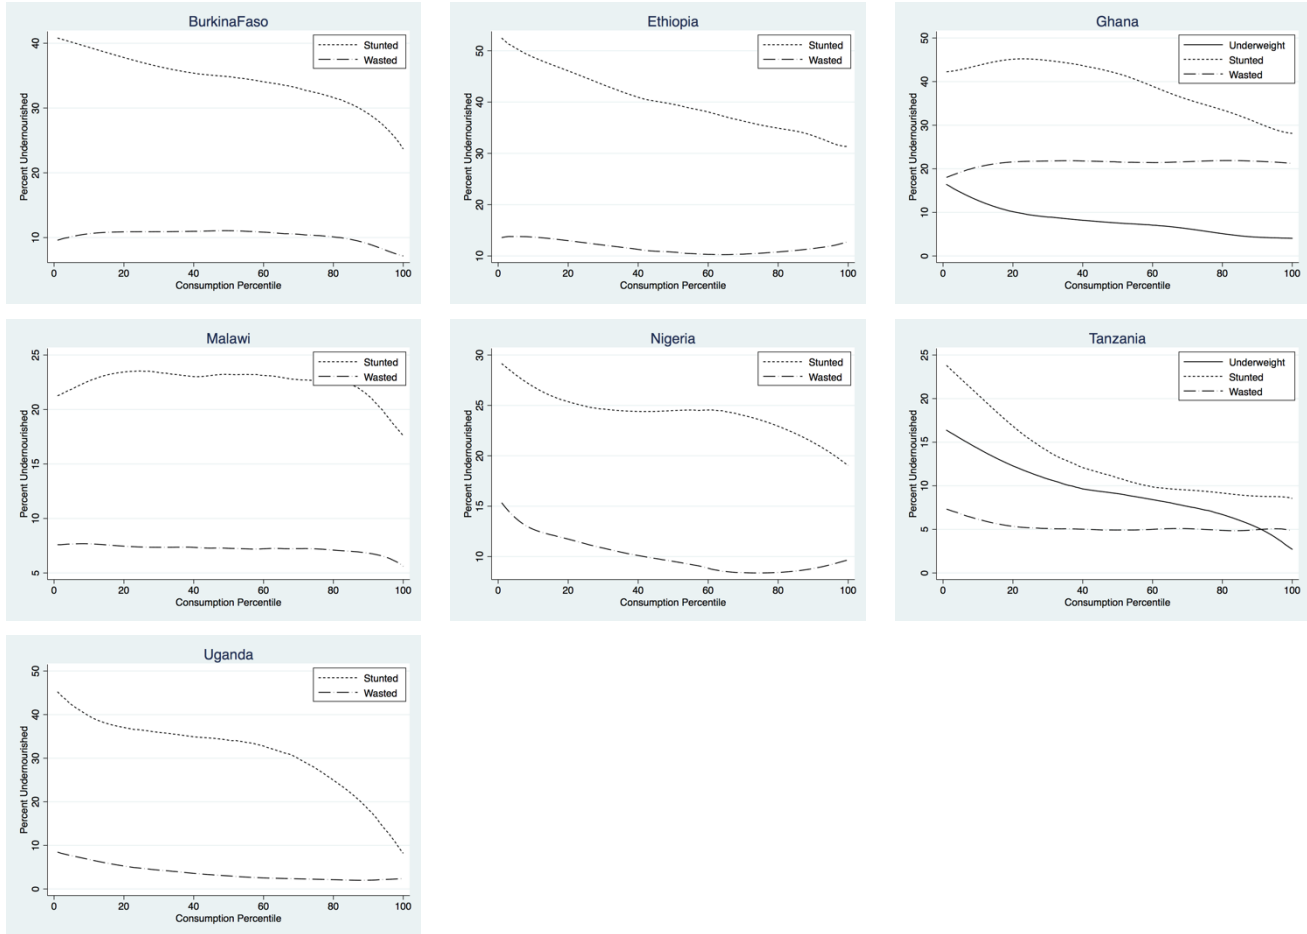 BurkinaFaso
Stunted
Wasted
Percent Undernourished
40
30
20
10
0 20 40 60 80 100
Consumption Percentile
Ethiopia
Stunted
Wasted
Percent Undernourished
50
40
30
20
10
0 20 40 60 80 100
Consumption Percentile
Ghana
Underweight
Stunted
Wasted
Percent Undernourished
50
40
30
20
10
0
0 20 40 60 80 100
Consumption Percentile
Malawi
Stunted
Wasted
Percent Undernourished
25
20
15
10
5
0 20 40 60 80 100
Consumption Percentile
Nigeria
Stunted
Wasted
Percent Undernourished
30
25
20
15
10
0 20 40 60 80 100
Consumption Percentile
Tanzania
Underweight
Stunted
Wasted
Percent Undernourished
25
20
15
10
5
0
0 20 40 60 80 100
Consumption Percentile
Uganda
Stunted
Wasted
Percent Undernourished
50
40
30
20
10
0
0 20 40 60 80 100
Consumption Percentile